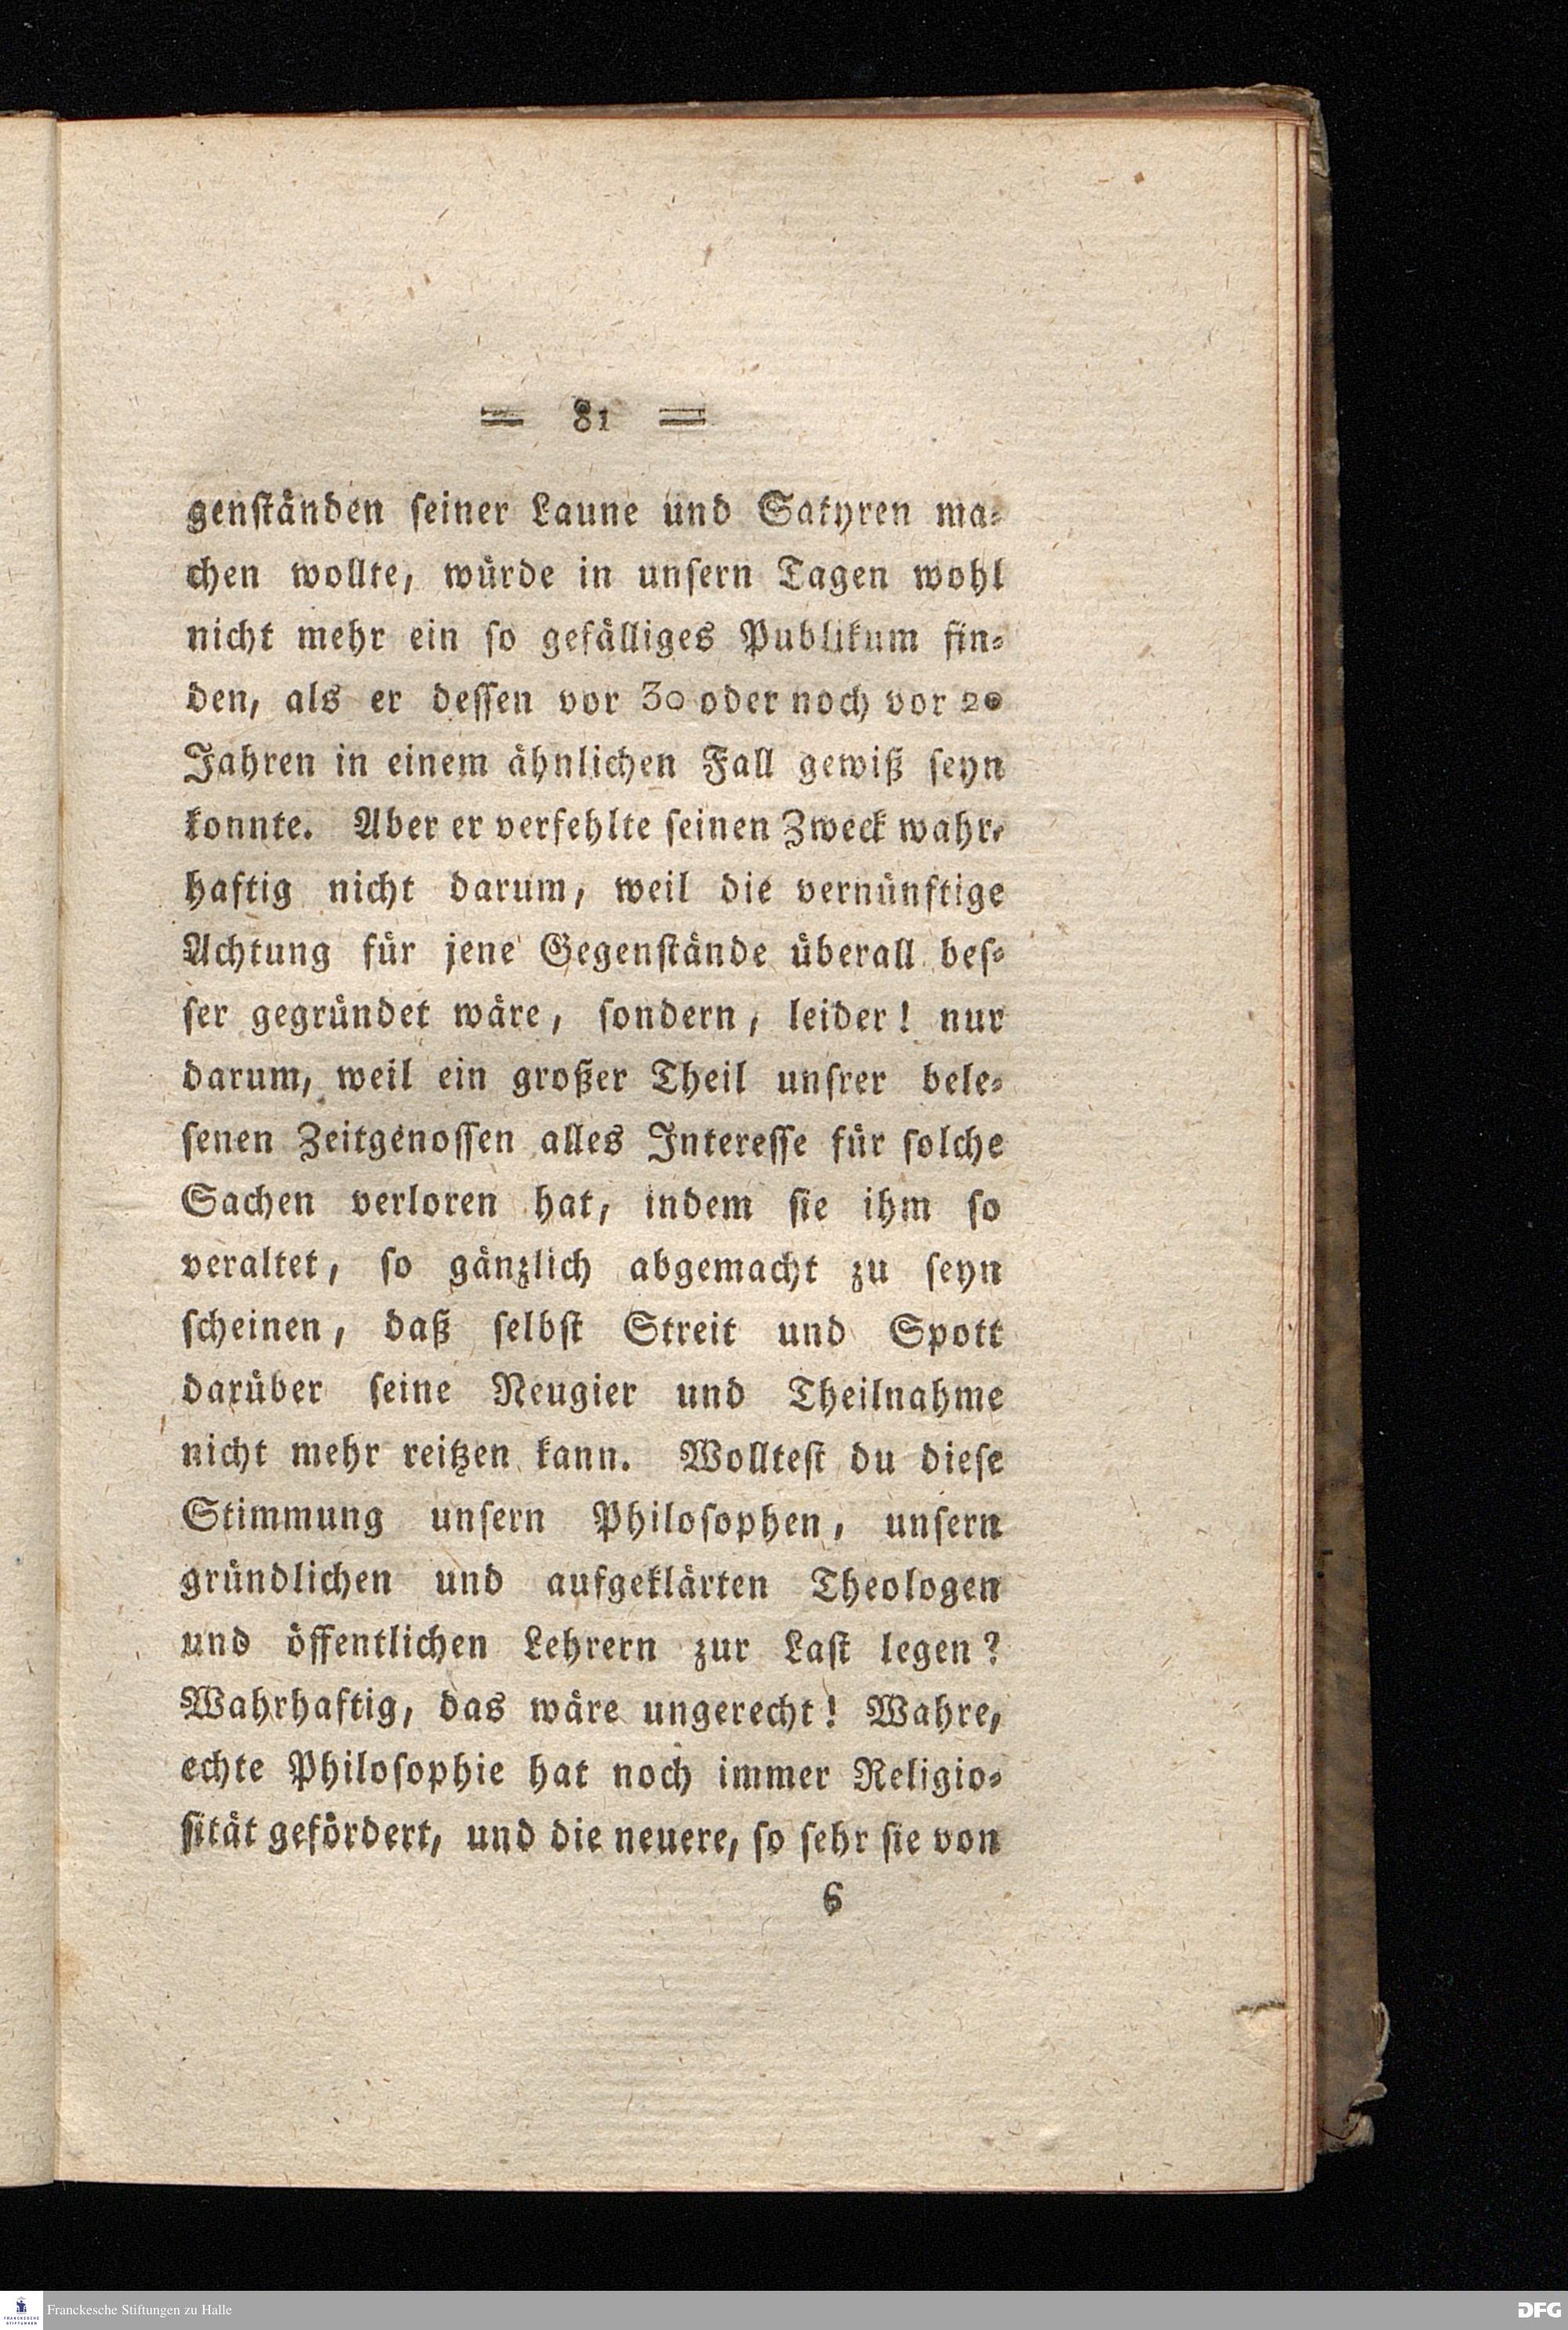 = 81 =
genſtänden ſeiner Laune und Satyren ma⸗
chen wollte, würde in unſern Tagen wohl
nicht mehr ein ſo gefälliges Publikum fin⸗
den, als er deſſen vor 30 oder noch vor 20
Jahren in einem ähnlichen Fall gewiß ſeyn
konnte. Aber er verfehlte ſeinen Zweck wahr⸗
haftig nicht darum, weil die vernünftige
Achtung für jene Gegenſtände überall beſ⸗
ſer gegründet wäre, ſondern, leider! nur
darum, weil ein großer Theil unſrer bele⸗
ſenen Zeitgenoſſen alles Intereſſe für ſolche
Sachen verloren hat, indem ſie ihm ſo
veraltet, ſo gänzlich abgemacht zu ſeyn
ſcheinen, daß ſelbſt Streit und Spott
darüber ſeine Neugier und Theilnahme
nicht mehr reitzen kann. Wollteſt du dieſe
Stimmung unſern Philoſophen, unſern
gründlichen und aufgeklärten Theologen
und öffentlichen Lehrern zur Laſt legen?
Wahrhaftig, das wäre ungerecht! Wahre,
echte Philoſophie hat noch immer Religio⸗
ſität gefördert, und die neuere, ſo ſehr ſie von
6
FRANCKESCHE
STIFTUNGEN
Franckesche Stiftungen zu Halle
DFG